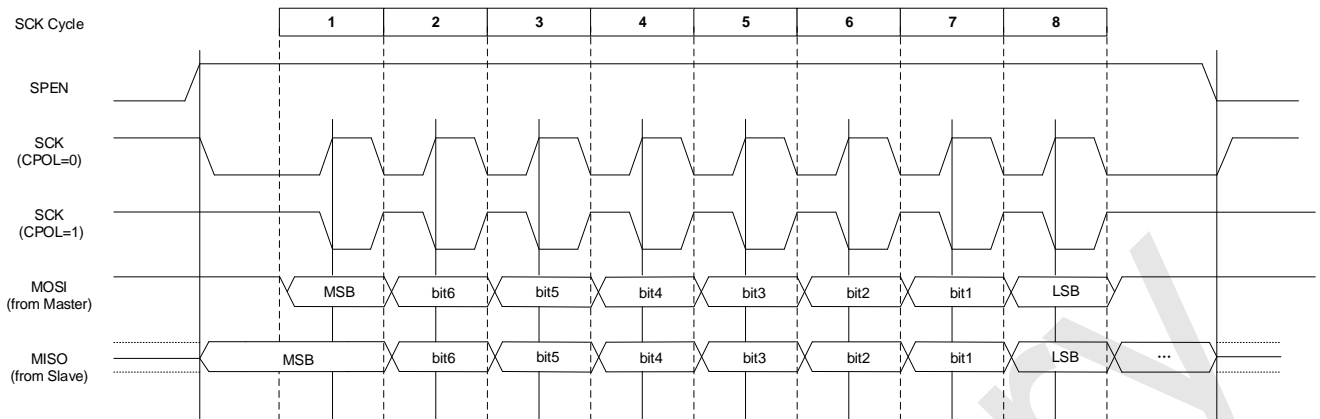 SCK Cycle 1 2 3 4 5 6 7 8
SPEN
SCK
(CPOL=0)
SCK
(CPOL=1)
MOSI
(from Master)
MSB bit6 bit5 bit4 bit3 bit2 bit1 LSB
MISO
(from Slave)
MSB bit6 bit5 bit4 bit3 bit2 bit1 LSB ...
ry